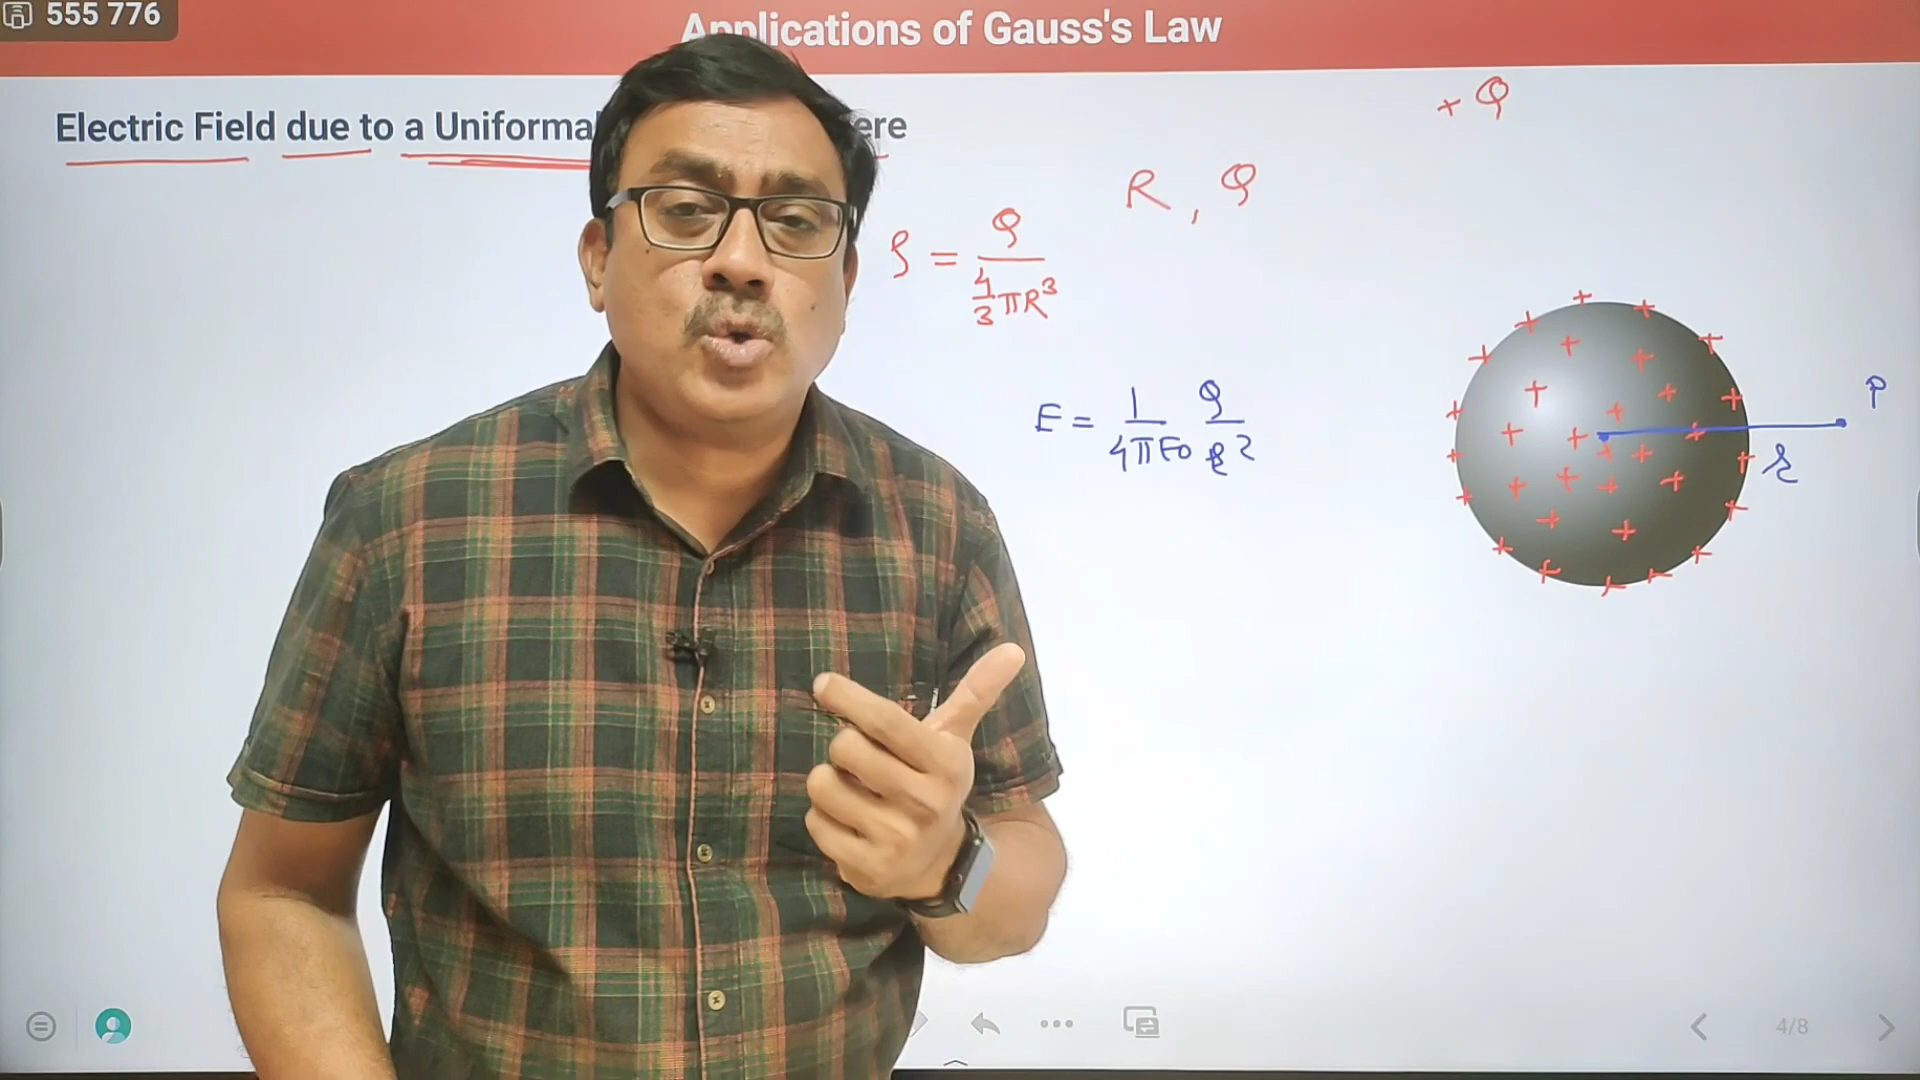 555 776
Applications of Gauss's Law
Electric Field due to a Uniforma ere
+ Q
R, Q
ρ = Q / 4/3 πR³
E = 1/4πε₀ Q/r²
P
r
4/8